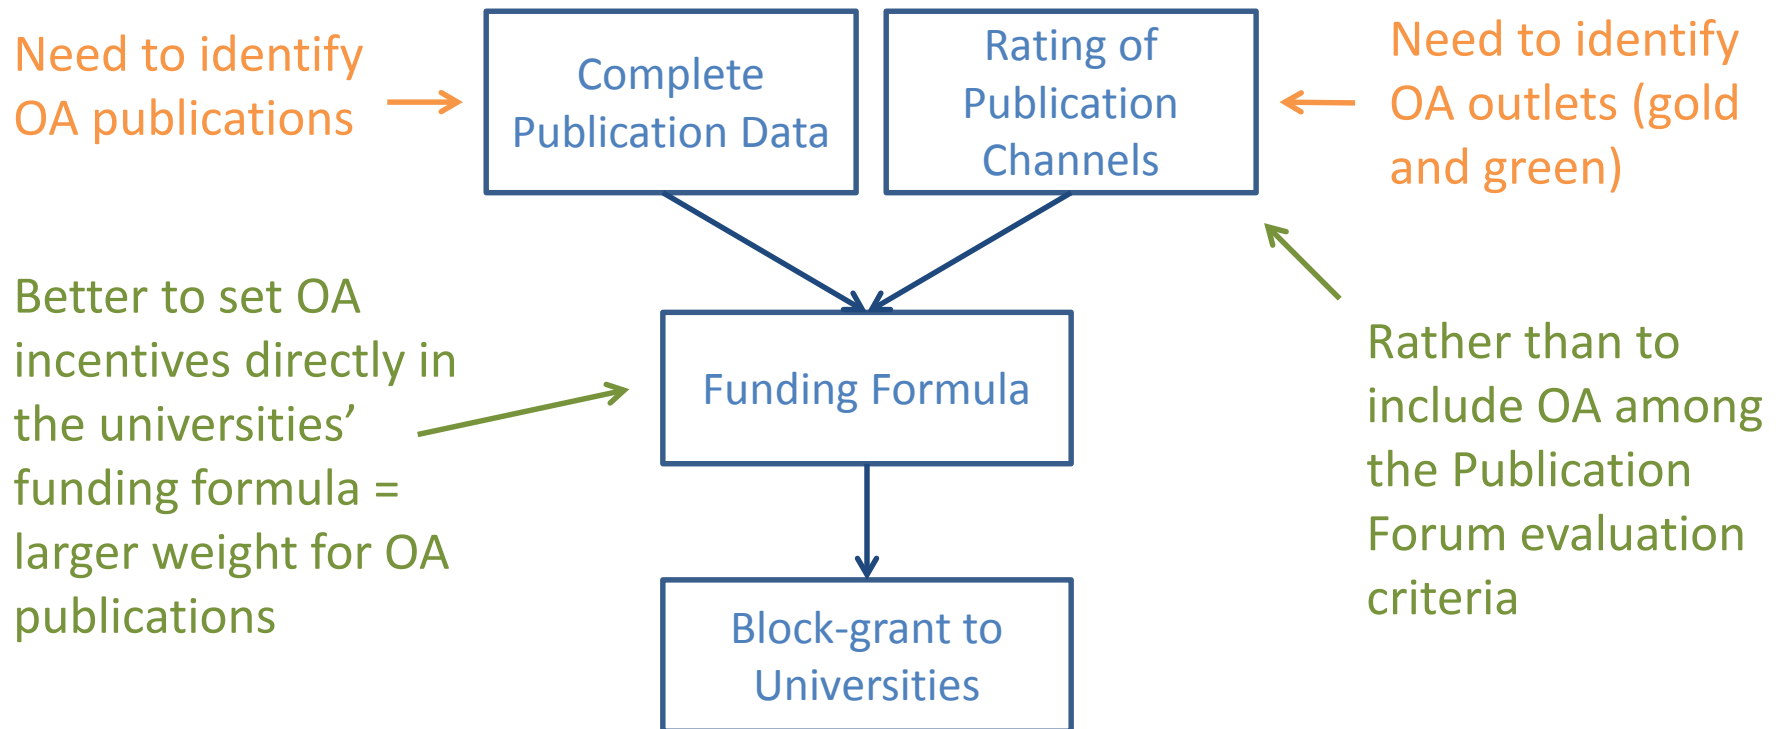 Need to identify
OA publications
Complete
Publication Data
Rating of
Publication
Channels
Need to identify
OA outlets (gold
and green)
Better to set OA
incentives directly in
the universities’
funding formula =
larger weight for OA
publications
Funding Formula
Rather than to
include OA among
the Publication
Forum evaluation
criteria
Block-grant to
Universities